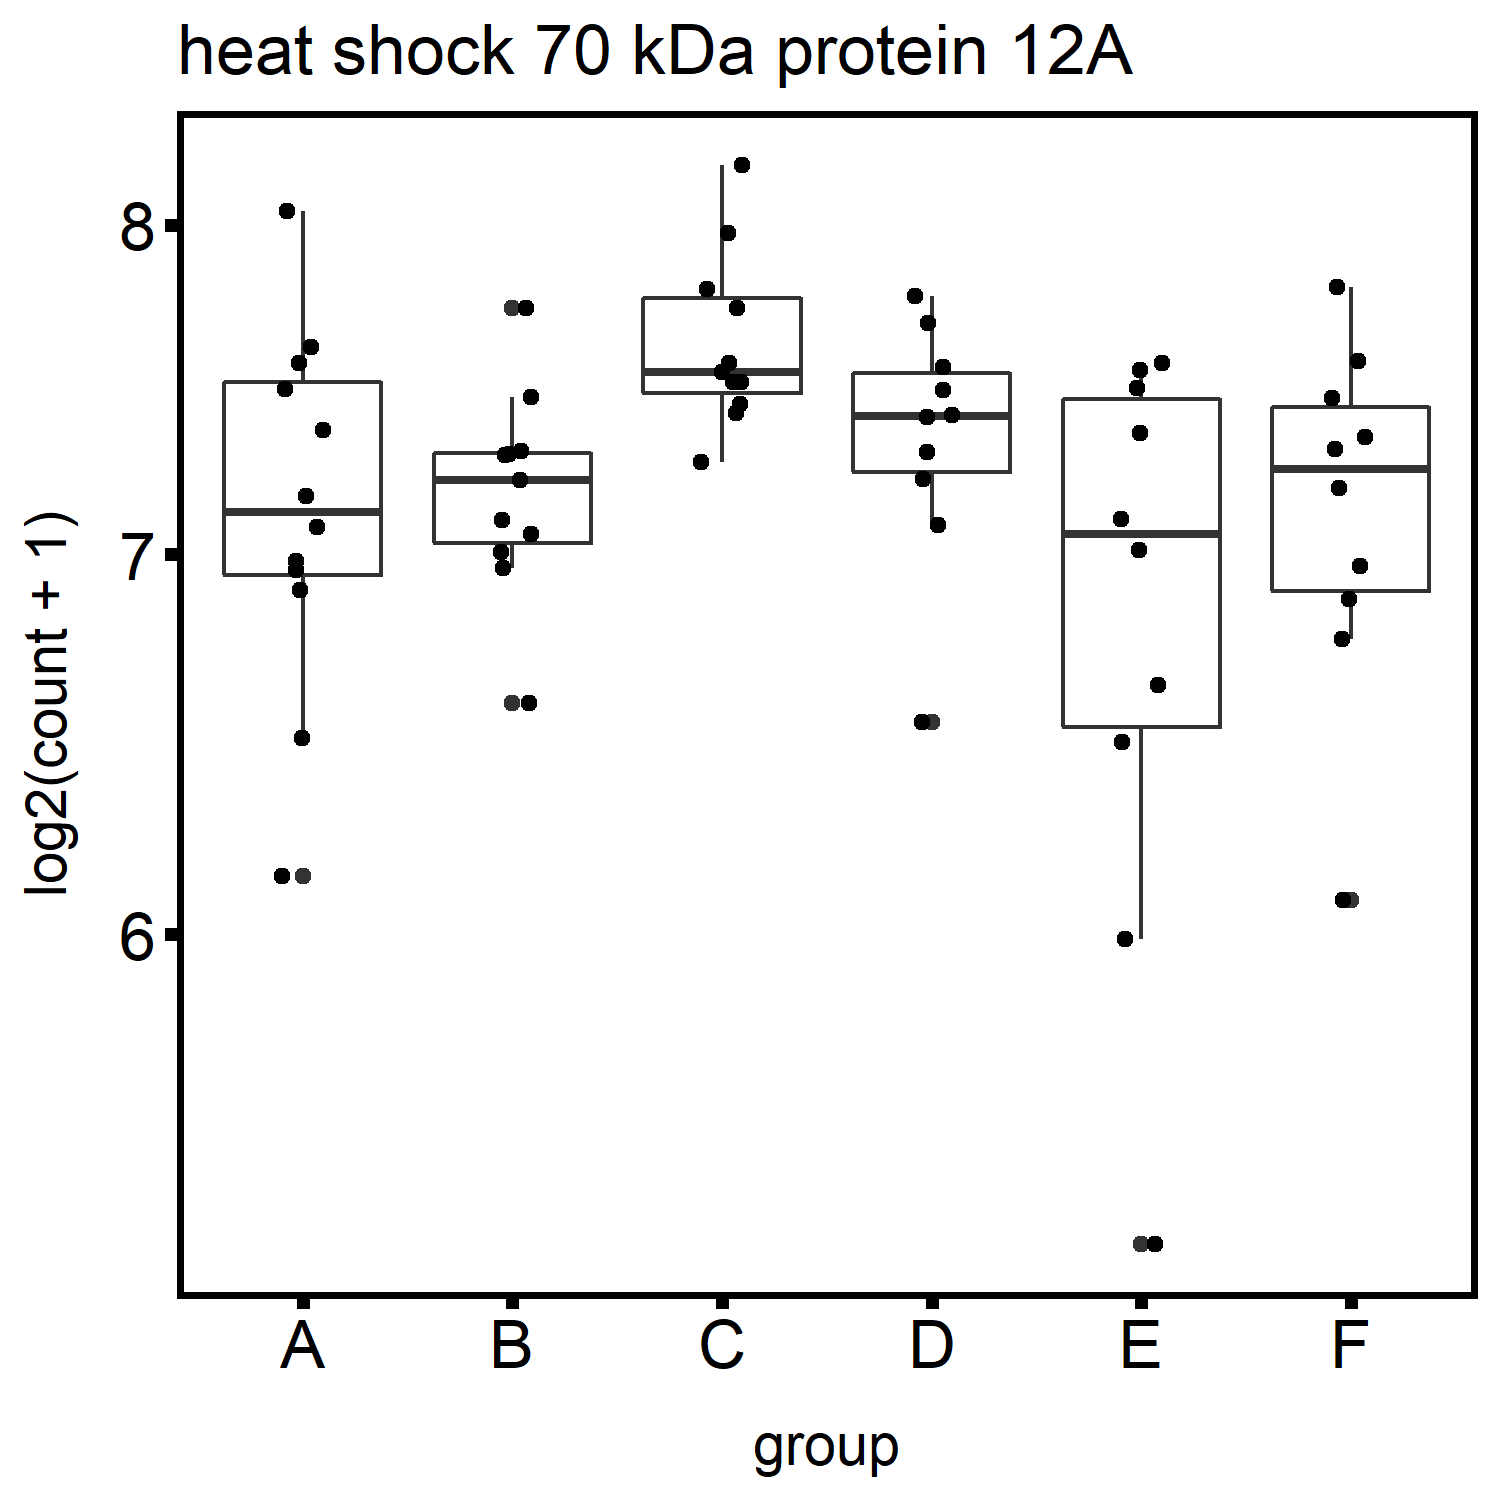 heat shock 70 kDa protein 12A
log2(count + 1)
8
7
6
A B C D E F
group